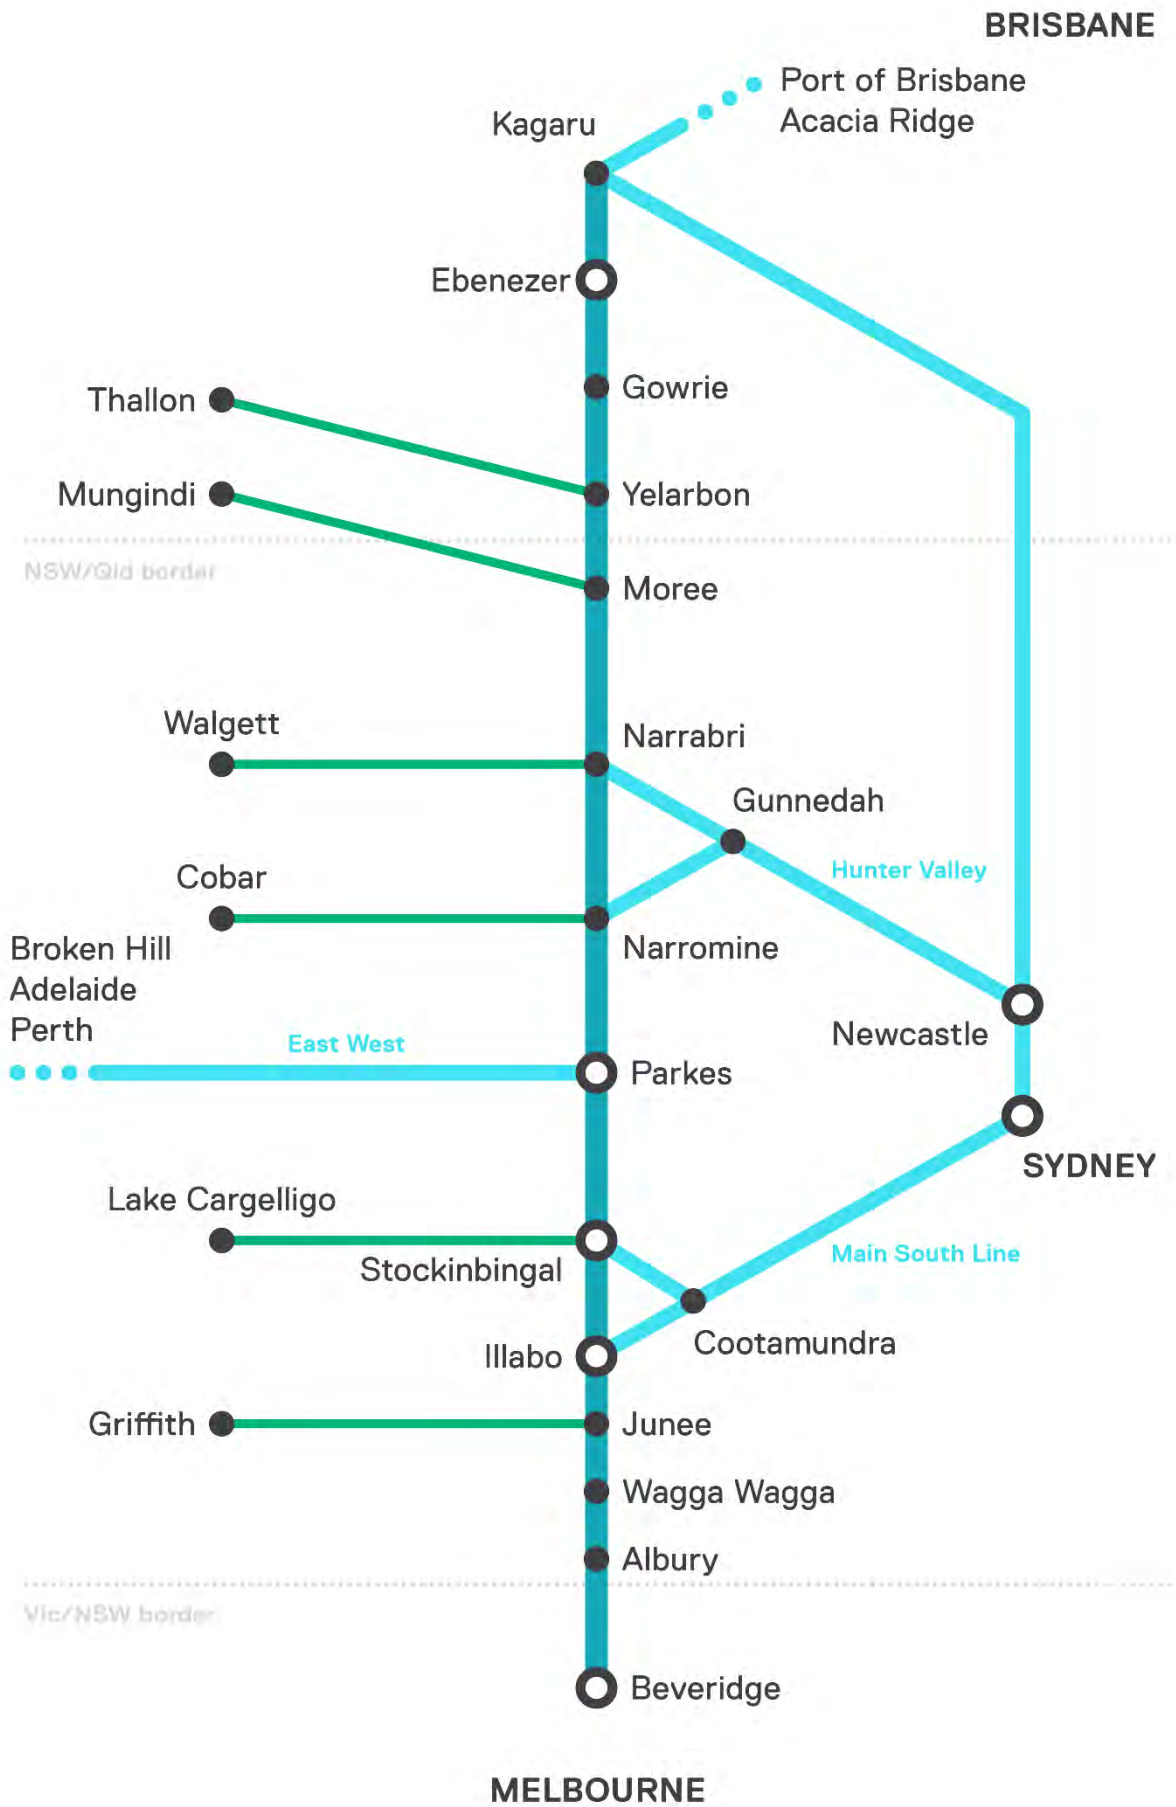 BRISBANE
Port of Brisbane
Acacia Ridge
Kagaru
Ebenezer
Gowrie
Thallon
Mungindi
Yelarbon
NSW/Qld border
Moree
Walgett
Narrabri
Gunnedah
Hunter Valley
Cobar
Narromine
Broken Hill
Adelaide
Perth
East West
Newcastle
Parkes
SYDNEY
Lake Cargelligo
Stockinbingal
Main South Line
Cootamundra
Illabo
Griffith
Junee
Wagga Wagga
Albury
Vic/NSW border
Beveridge
MELBOURNE